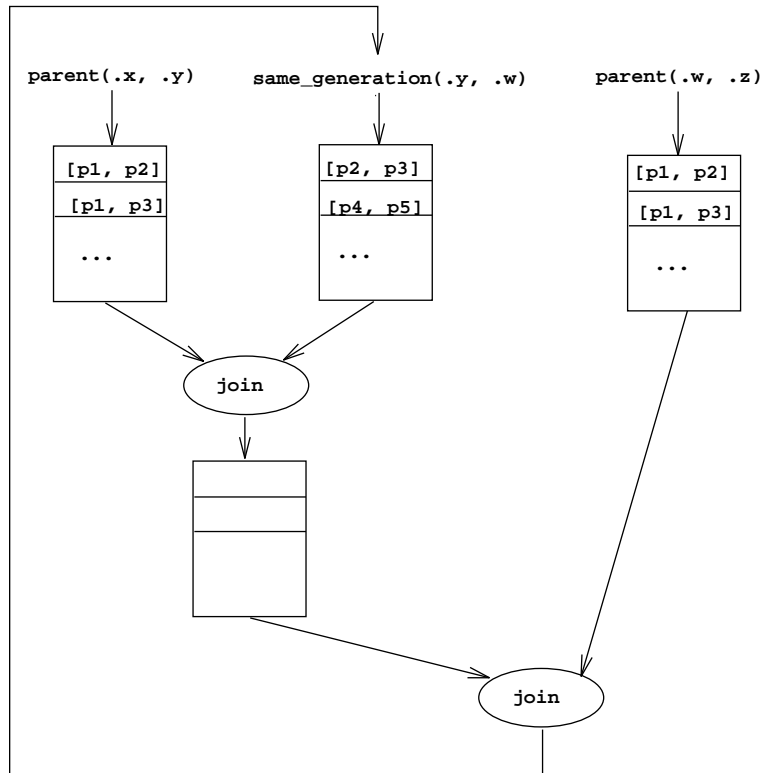 parent(.x, .y)
same_generation(.y, .w)
parent(.w, .z)
[p1, p2]
[p1, p3]
...
[p2, p3]
[p4, p5]
...
[p1, p2]
[p1, p3]
...
join
join